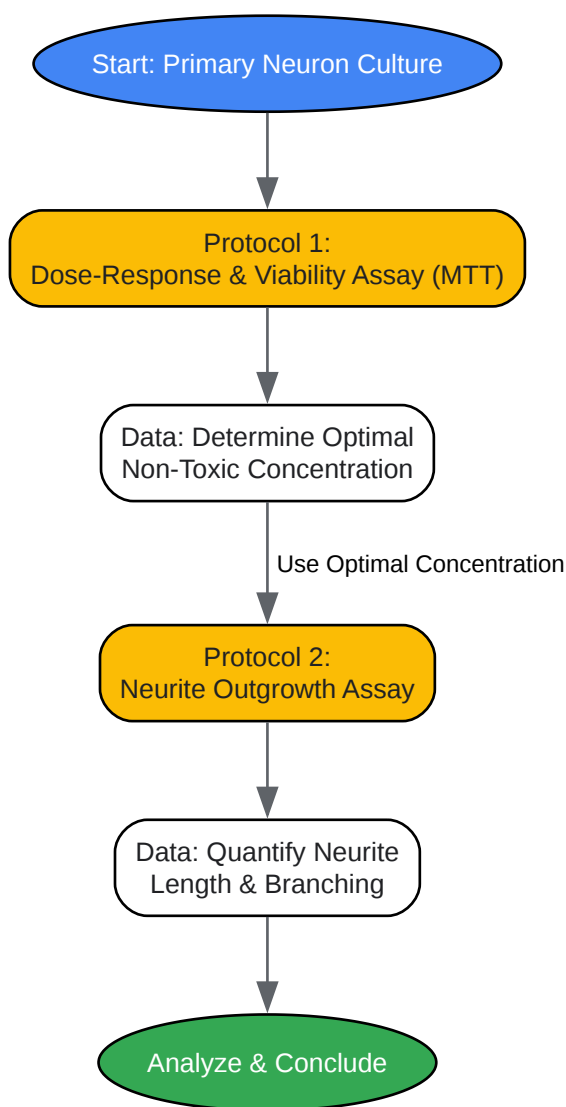 Start: Primary Neuron Culture
Protocol 1:
Dose-Response & Viability Assay (MTT)
Data: Determine Optimal
Non-Toxic Concentration
Use Optimal Concentration
Protocol 2:
Neurite Outgrowth Assay
Data: Quantify Neurite
Length & Branching
Analyze & Conclude